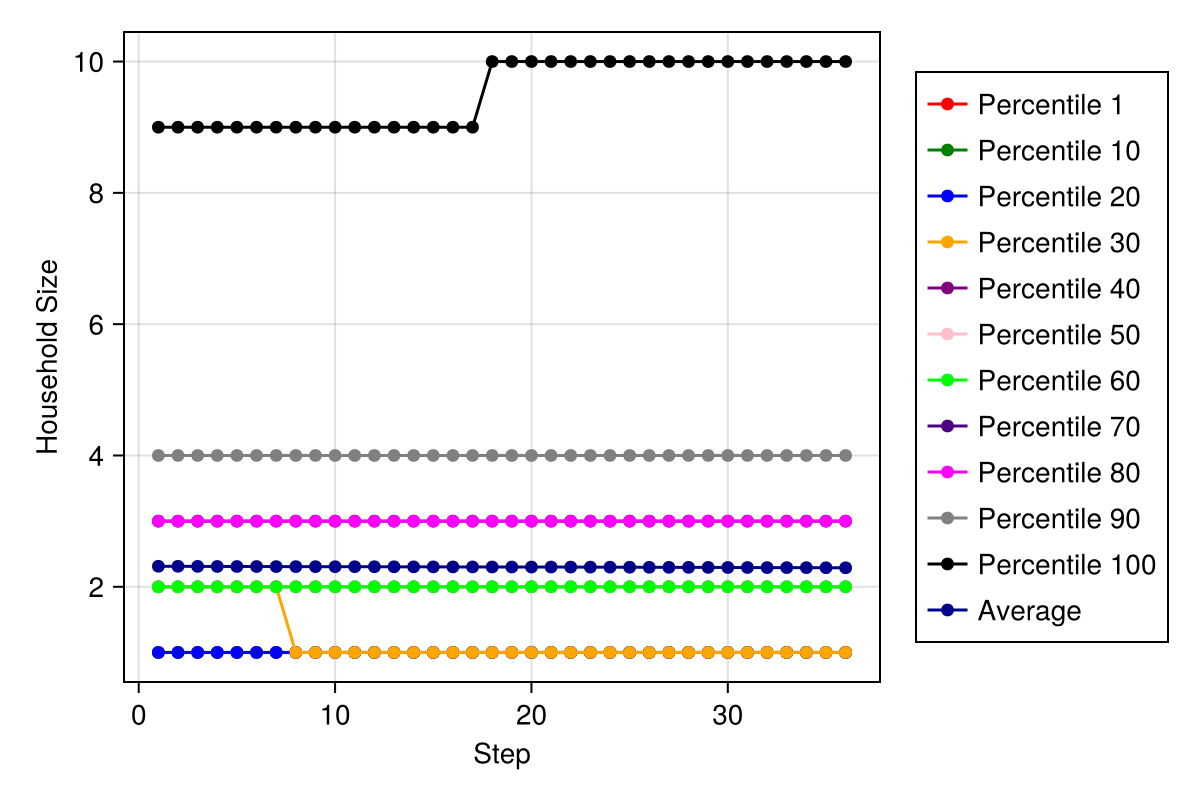 10
8
6
4
2
Household Size
0
10
20
30
Step
Percentile 1
Percentile 10
Percentile 20
Percentile 30
Percentile 40
Percentile 50
Percentile 60
Percentile 70
Percentile 80
Percentile 90
Percentile 100
Average